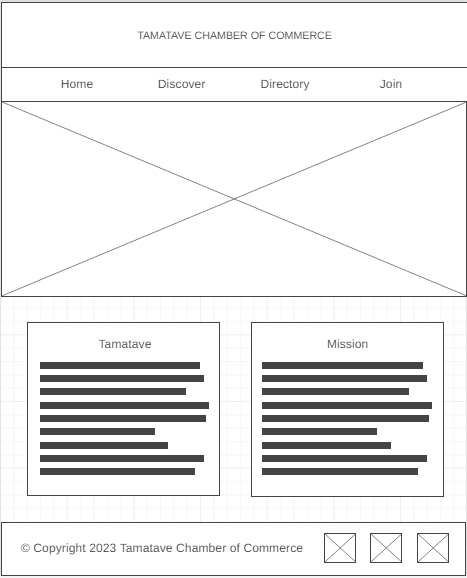 TAMATAVE CHAMBER OF COMMERCE
Home Discover Directory Join
Tamatave
Mission
© Copyright 2023 Tamatave Chamber of Commerce